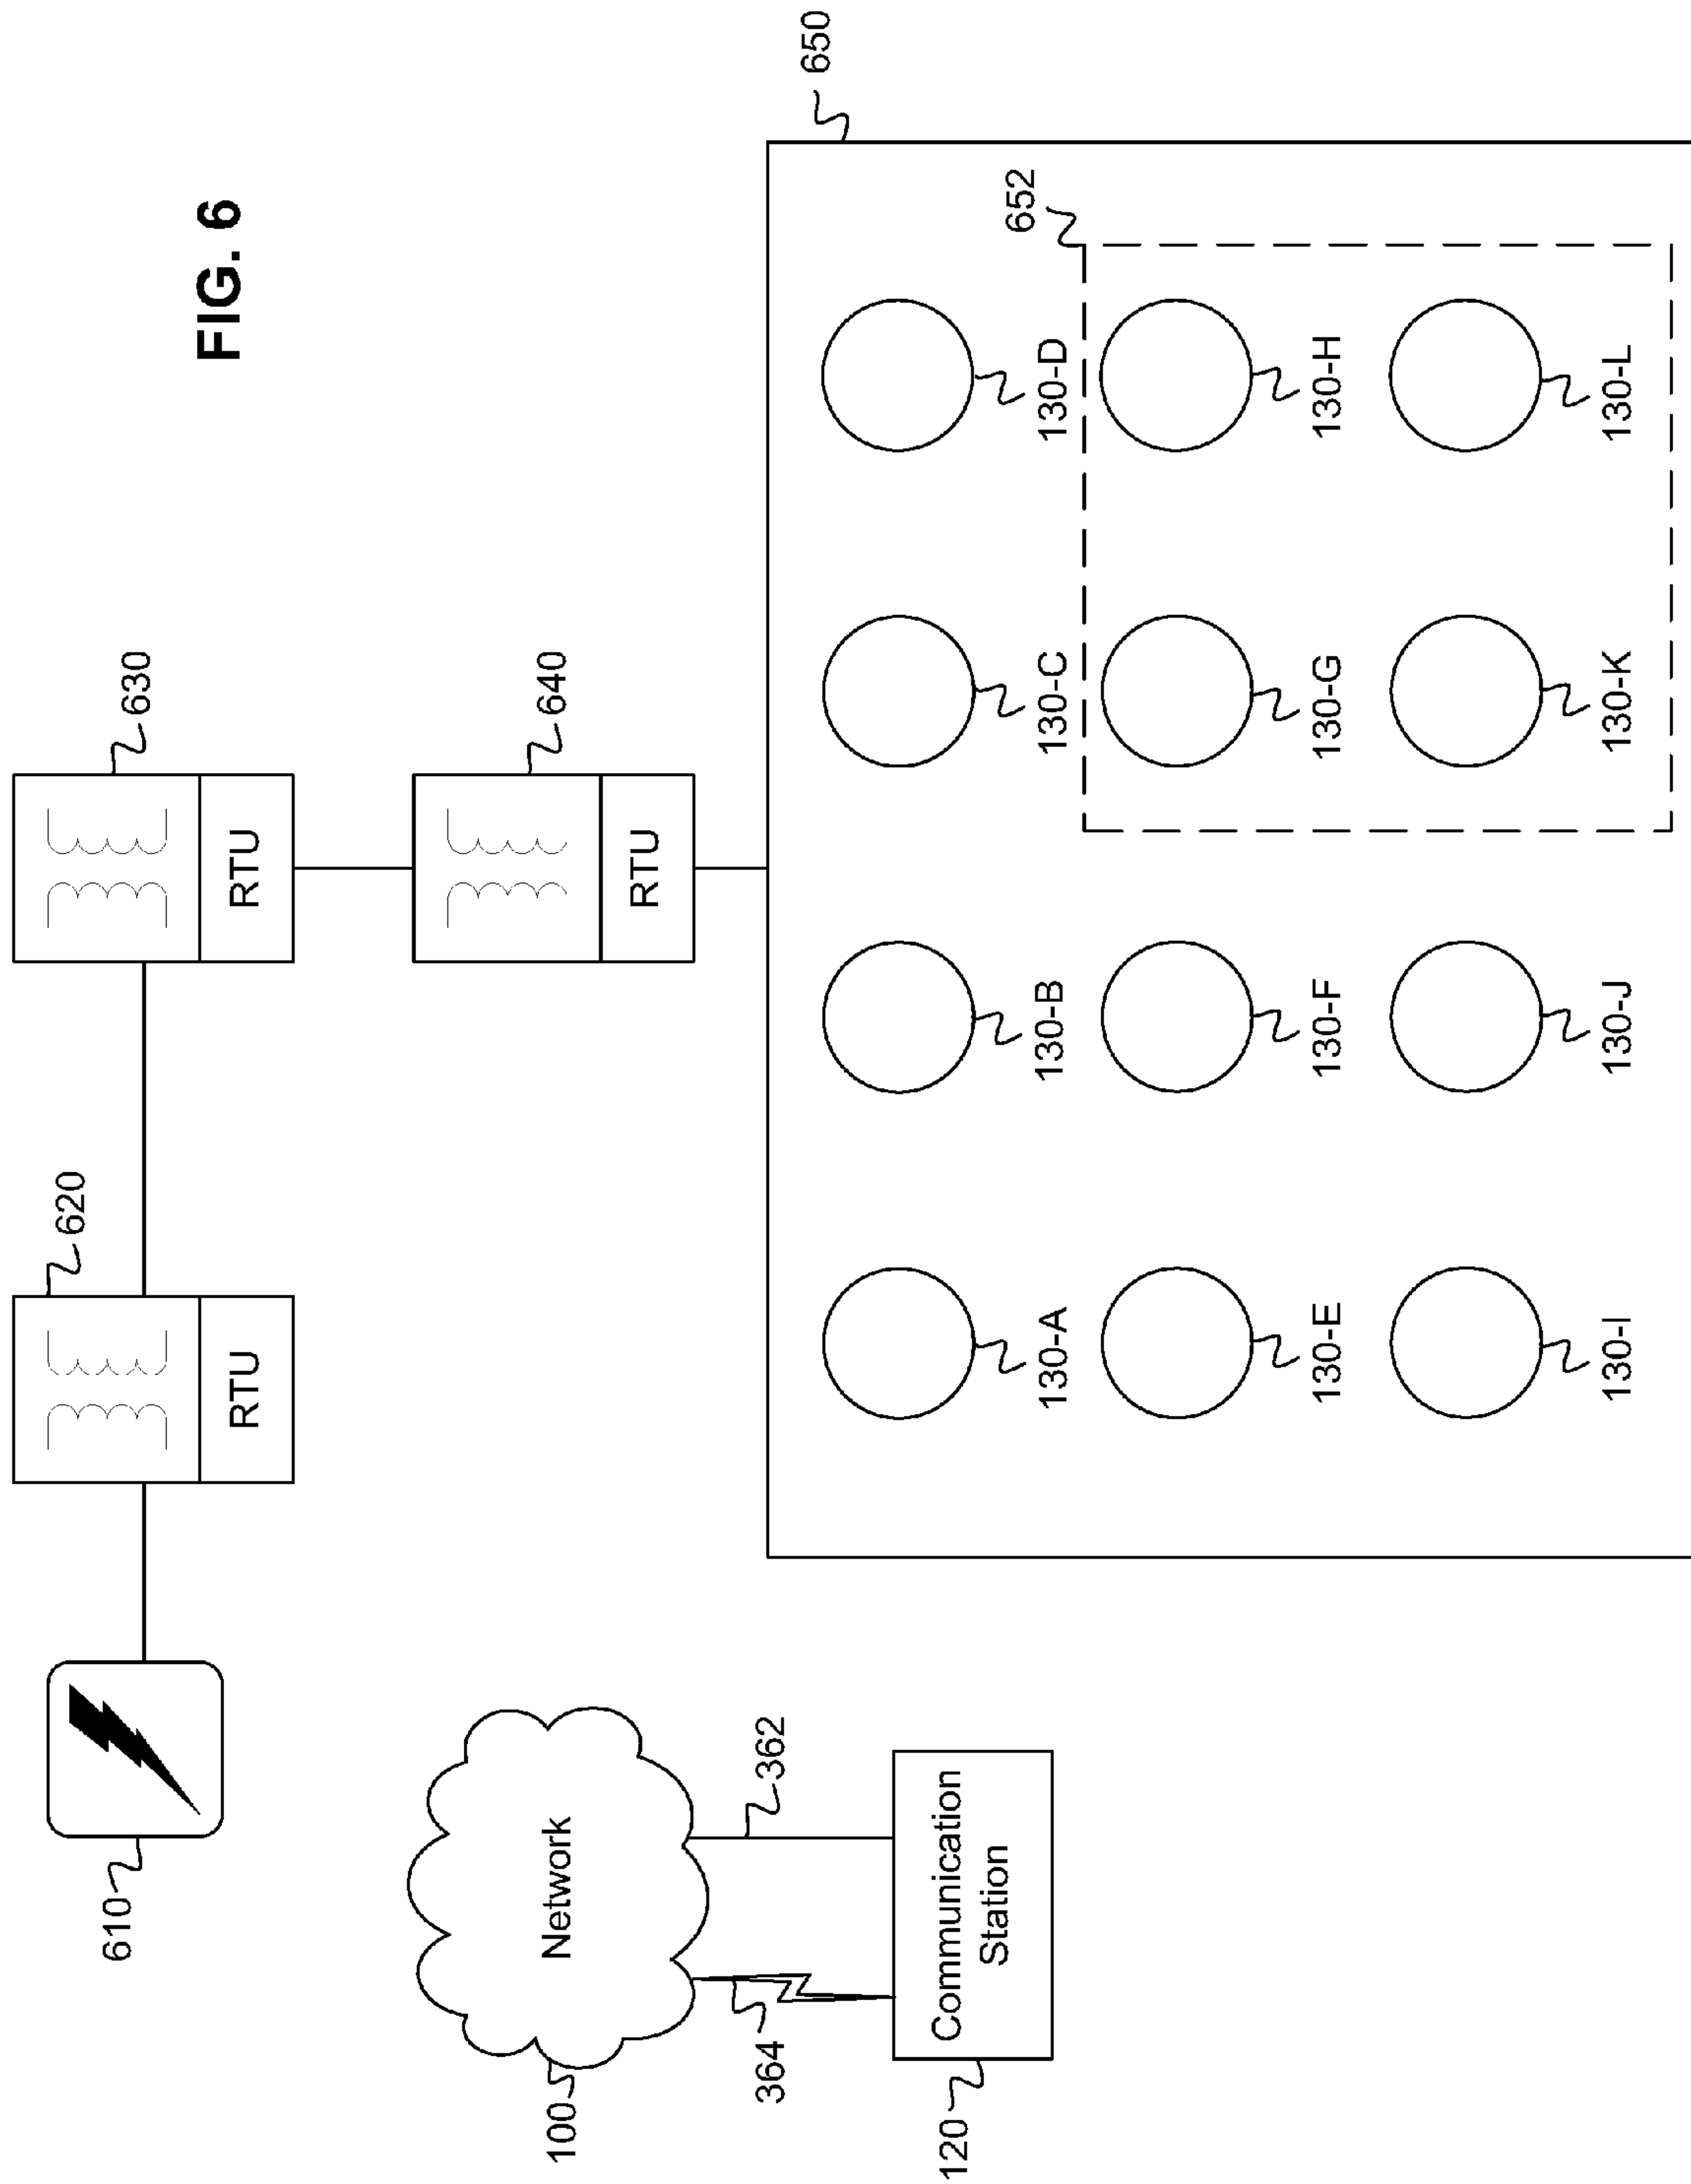 FIG. 6
610
620
630
RTU
RTU
640
RTU
100
Network
364
362
120
Communication
Station
650
652
130-A
130-B
130-C
130-D
130-E
130-F
130-G
130-H
130-I
130-J
130-K
130-L